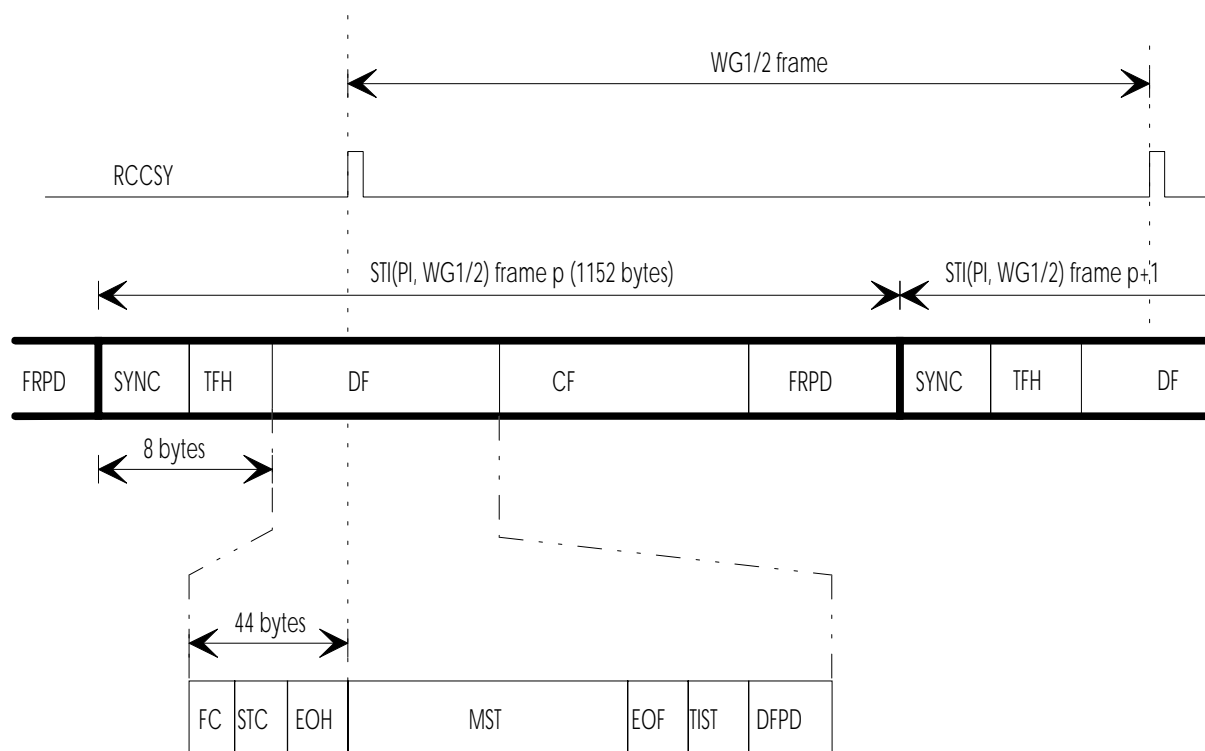 WG1/2 frame
RCCSY
STI(PI, WG1/2) frame p (1152 bytes)
STI(PI, WG1/2) frame p+1
FRPD SYNC TFH DF CF FRPD SYNC TFH DF
8 bytes
44 bytes
FC STC EOH MST EOF TIST DFPD